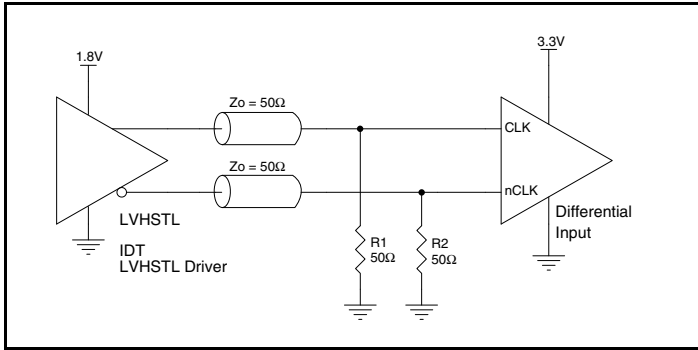 1.8V
3.3V
Zo = 50Ω
CLK
Zo = 50Ω
nCLK
LVHSTL
IDT
LVHSTL Driver
R1
50Ω
R2
50Ω
Differential
Input